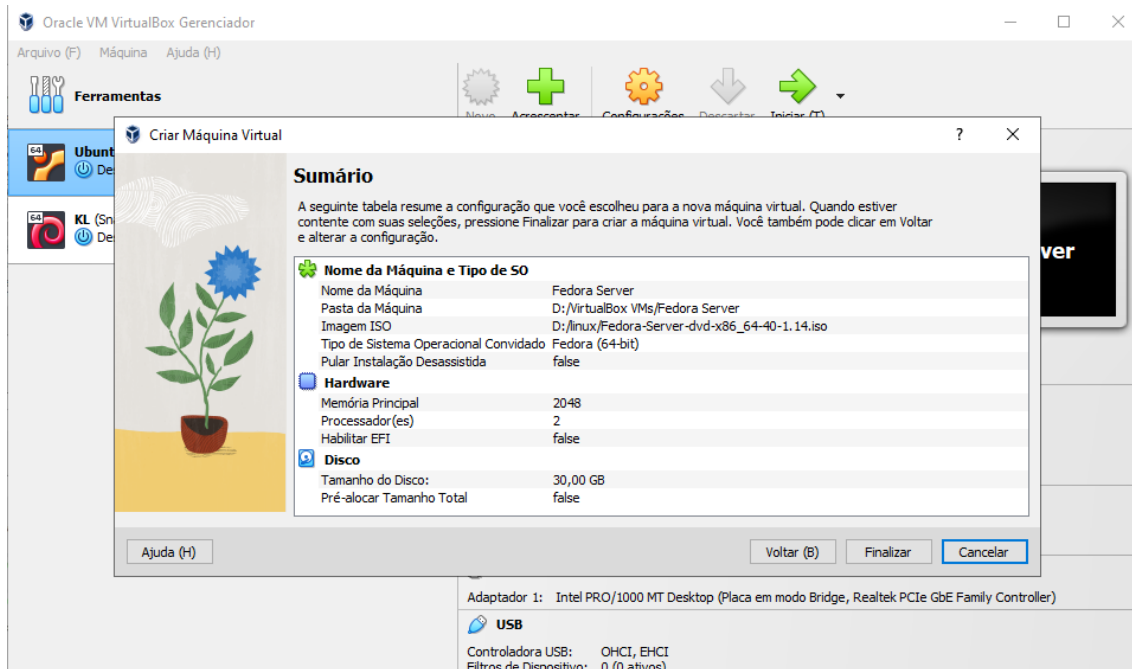 Oracle VM VirtualBox Gerenciador
Arquivo (F) Máquina Ajuda (H)
Ferramentas
Novo Acrescentar Configurações Descartar Iniciar (T)
Criar Máquina Virtual ?
64
64
KL
ver
Sumário
A seguinte tabela resume a configuração que você escolheu para a nova máquina virtual. Quando estiver
contente com suas seleções, pressione Finalizar para criar a máquina virtual. Você também pode clicar em Voltar
e alterar a configuração.
Nome da Máquina e Tipo de SO
Nome da Máquina Fedora Server
Pasta da Máquina D:/VirtualBox VMs/Fedora Server
Imagem ISO D:/linux/Fedora-Server-dvd-x86_64-40-1.14.iso
Tipo de Sistema Operacional Convidado Fedora (64-bit)
Pular Instalação Desassistida false
Hardware
Memória Principal 2048
Processador(es) 2
Habilitar EFI false
Disco
Tamanho do Disco: 30,00 GB
Pré-alocar Tamanho Total false
Ajuda (H) Voltar (B) Finalizar Cancelar
Adaptador 1: Intel PRO/1000 MT Desktop (Placa em modo Bridge, Realtek PCIe GbE Family Controller)
USB
Controladora USB: OHCI, EHCI
Filtros de Dispositivo: 0 (0 ativos)